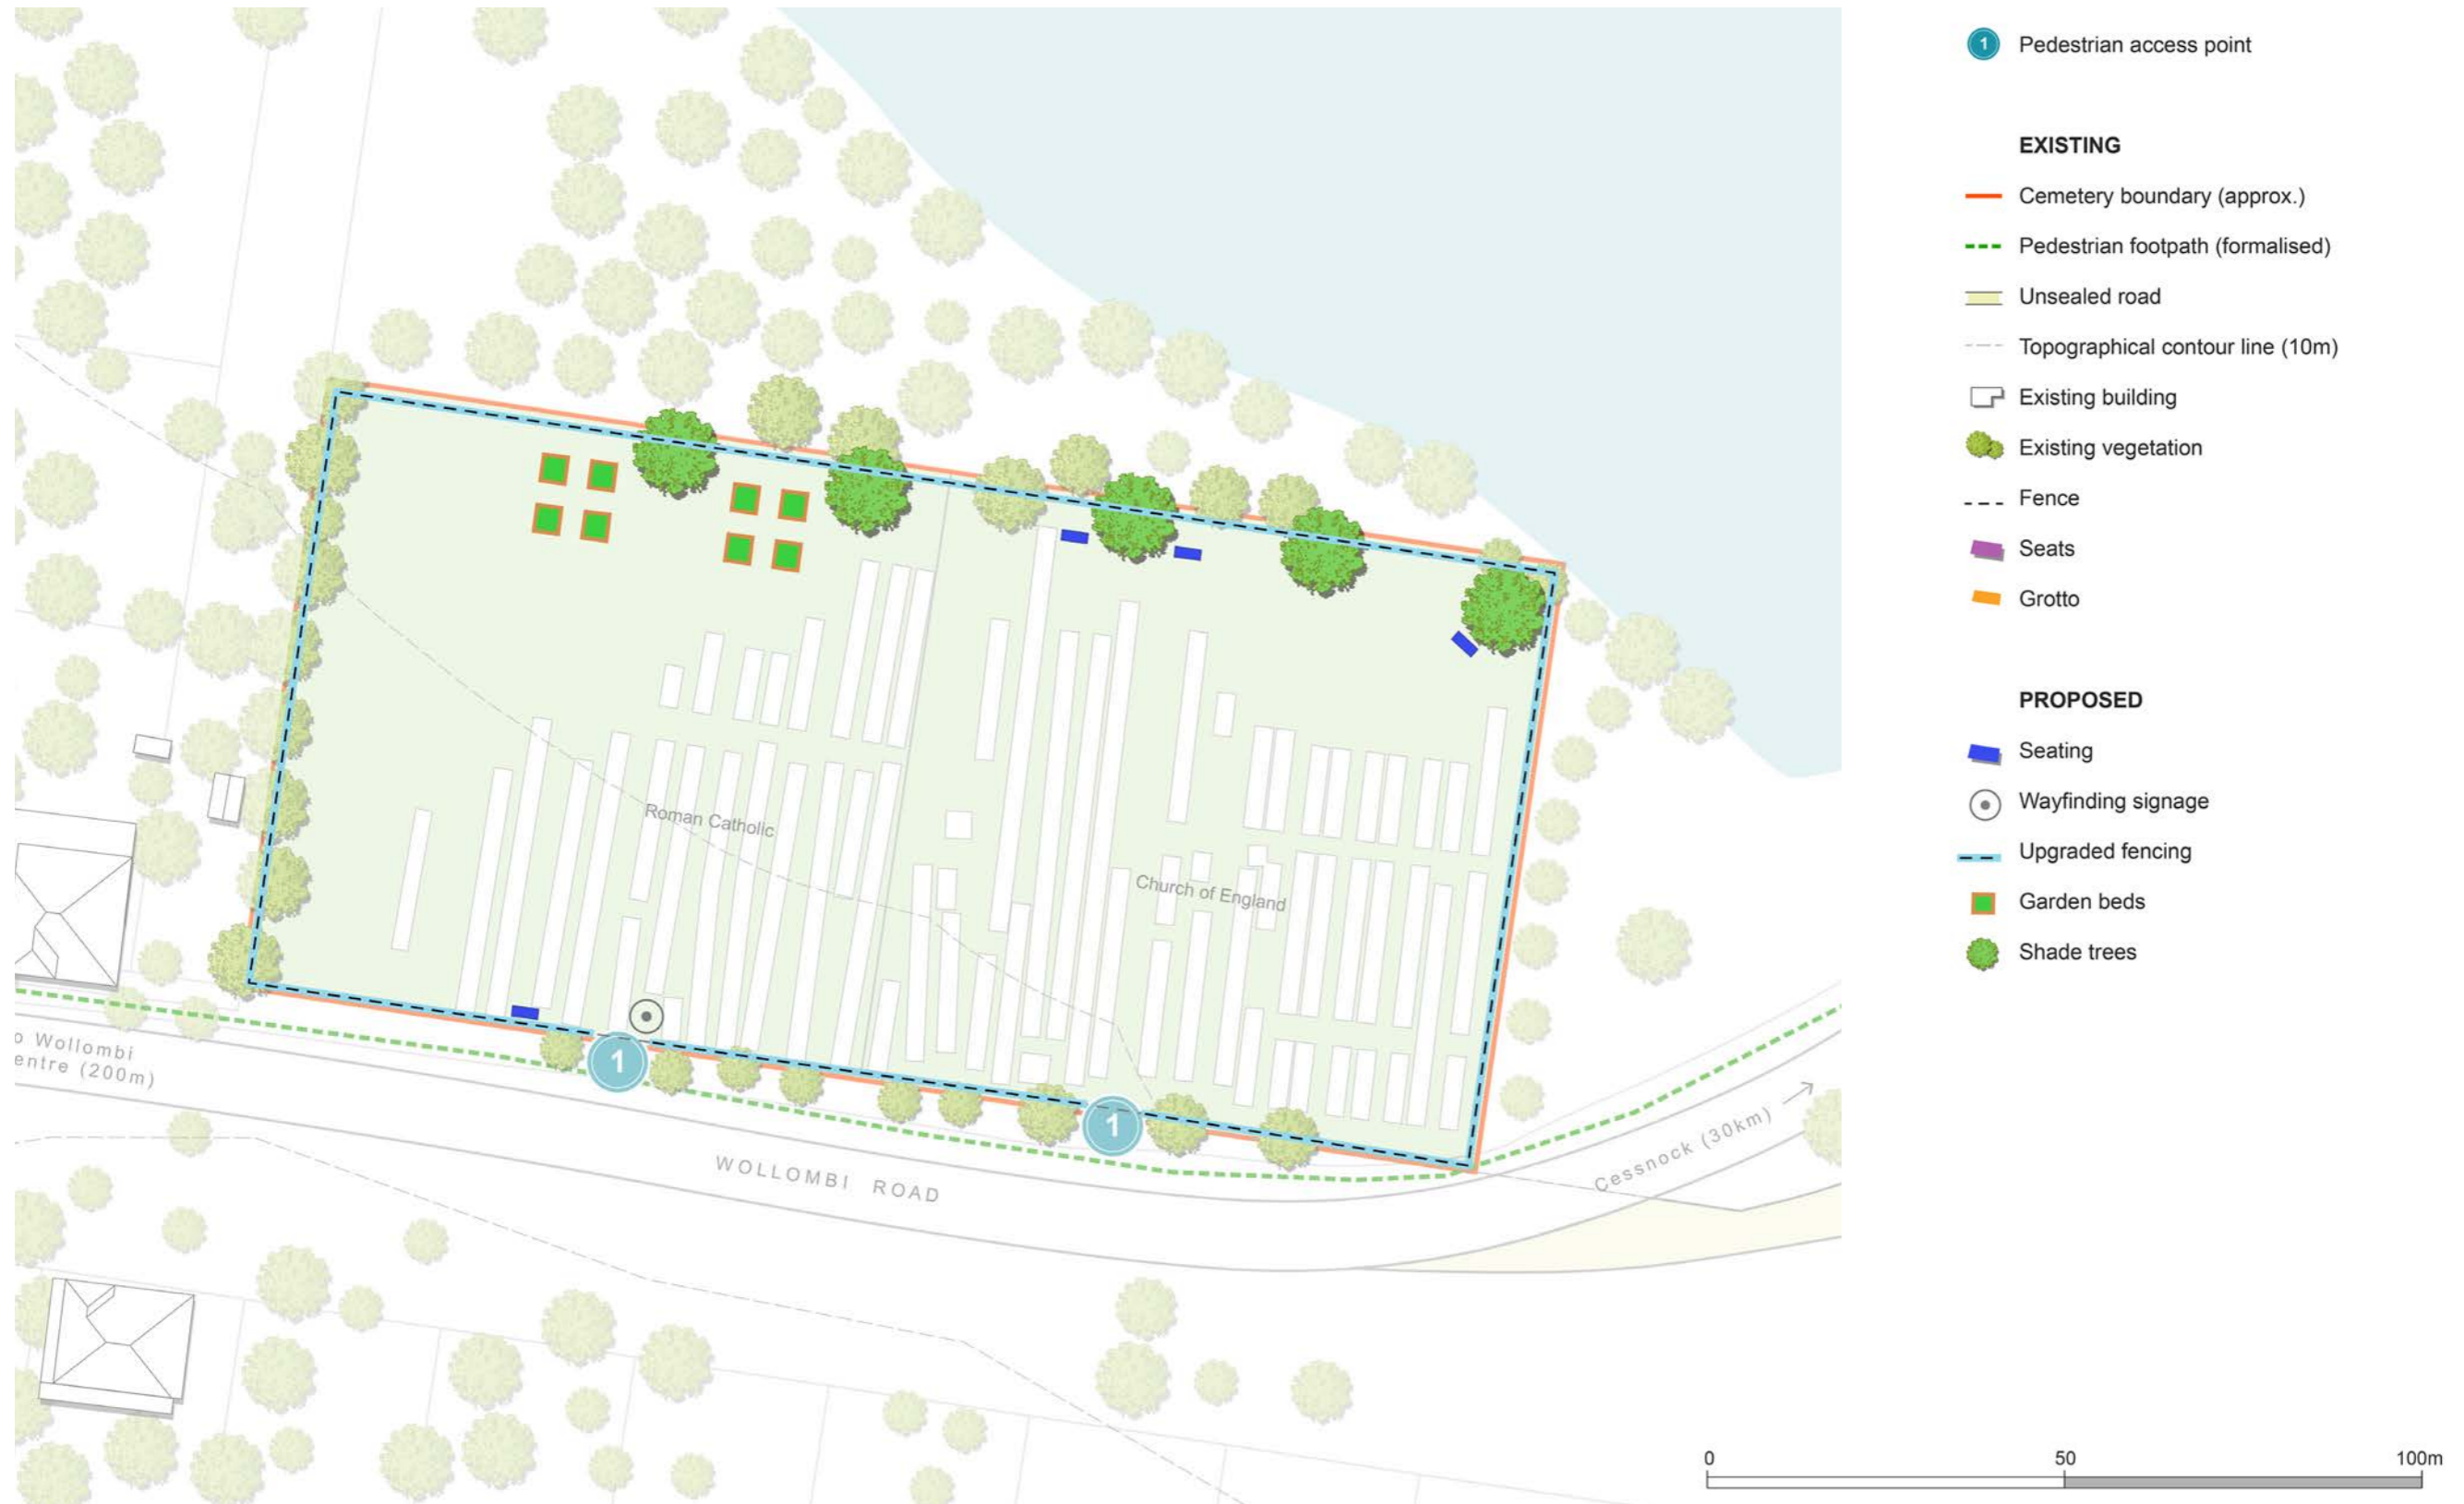 Roman Catholic
Church of England
o Wollombi
entre (200m)
WOLLOMBI ROAD
Cessnock (30km)
1
1
1 Pedestrian access point
EXISTING
Cemetery boundary (approx.)
Pedestrian footpath (formalised)
Unsealed road
Topographical contour line (10m)
Existing building
Existing vegetation
Fence
Seats
Grotto
PROPOSED
Seating
Wayfinding signage
Upgraded fencing
Garden beds
Shade trees
0 50 100m